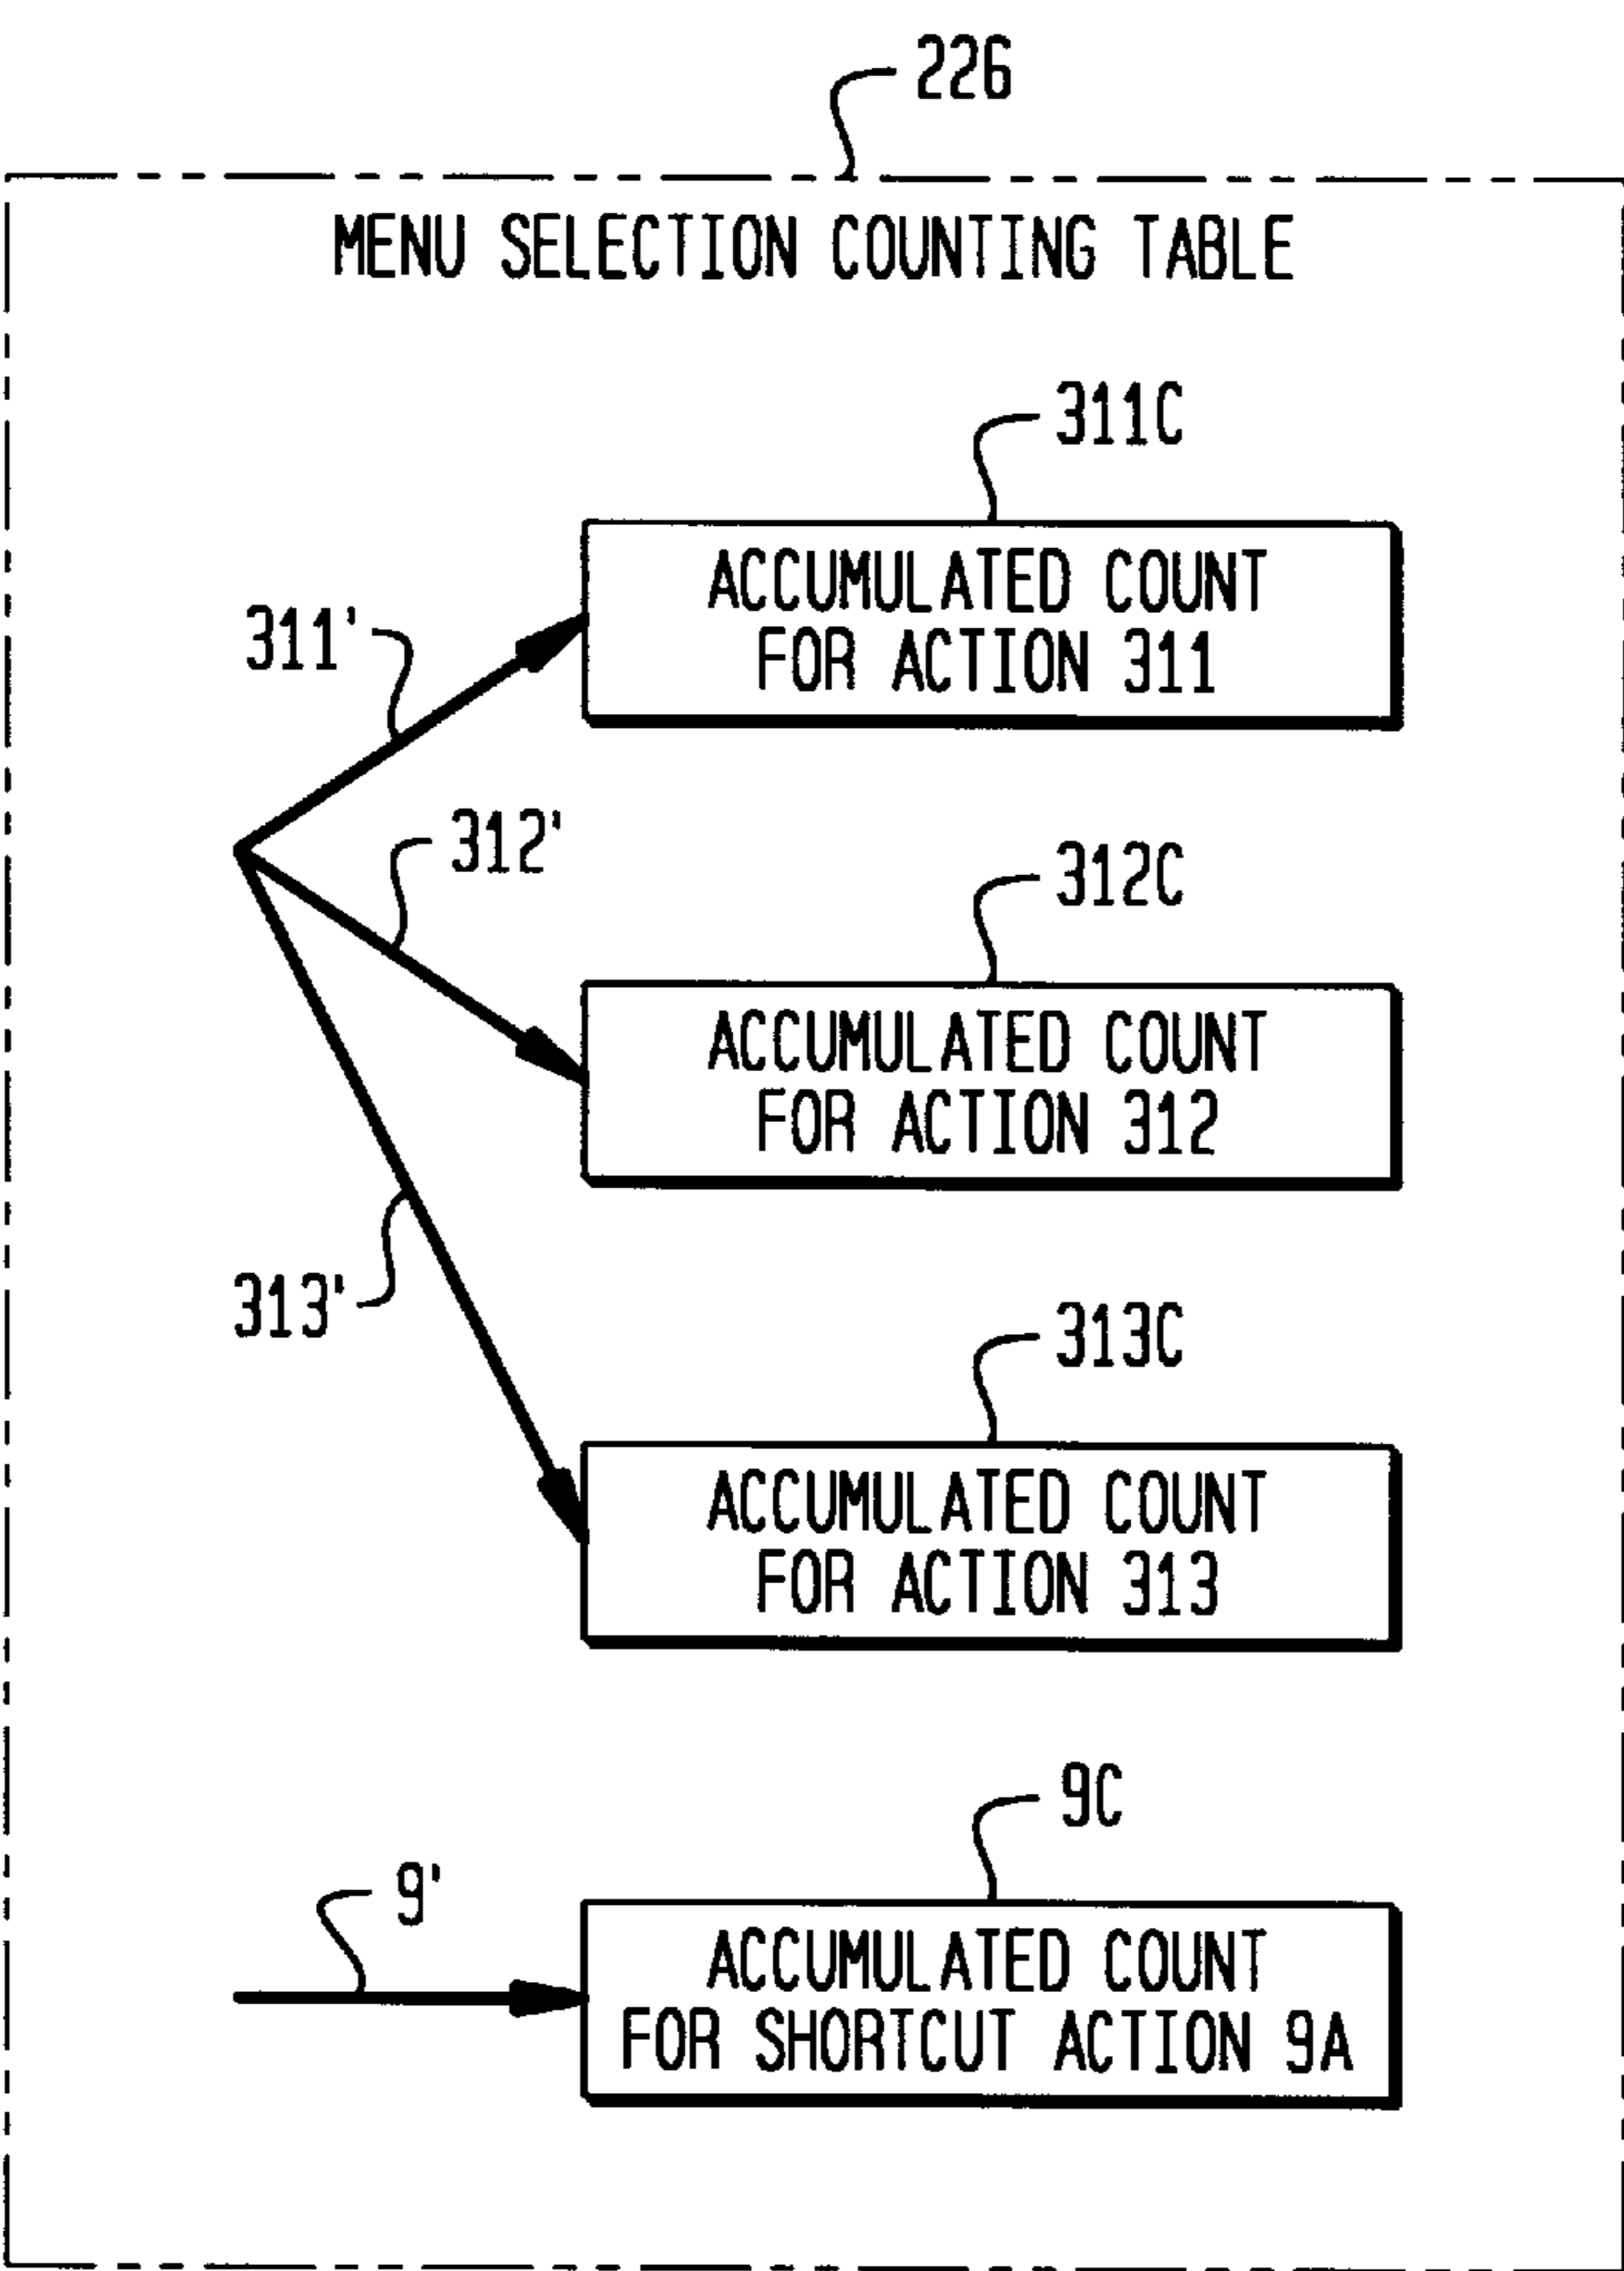 226
MENU SELECTION COUNTING TABLE
311C
ACCUMULATED COUNT
FOR ACTION 311
311'
312'
312C
ACCUMULATED COUNT
FOR ACTION 312
313'
313C
ACCUMULATED COUNT
FOR ACTION 313
9C
9'
ACCUMULATED COUNT
FOR SHORTCUT ACTION 9A